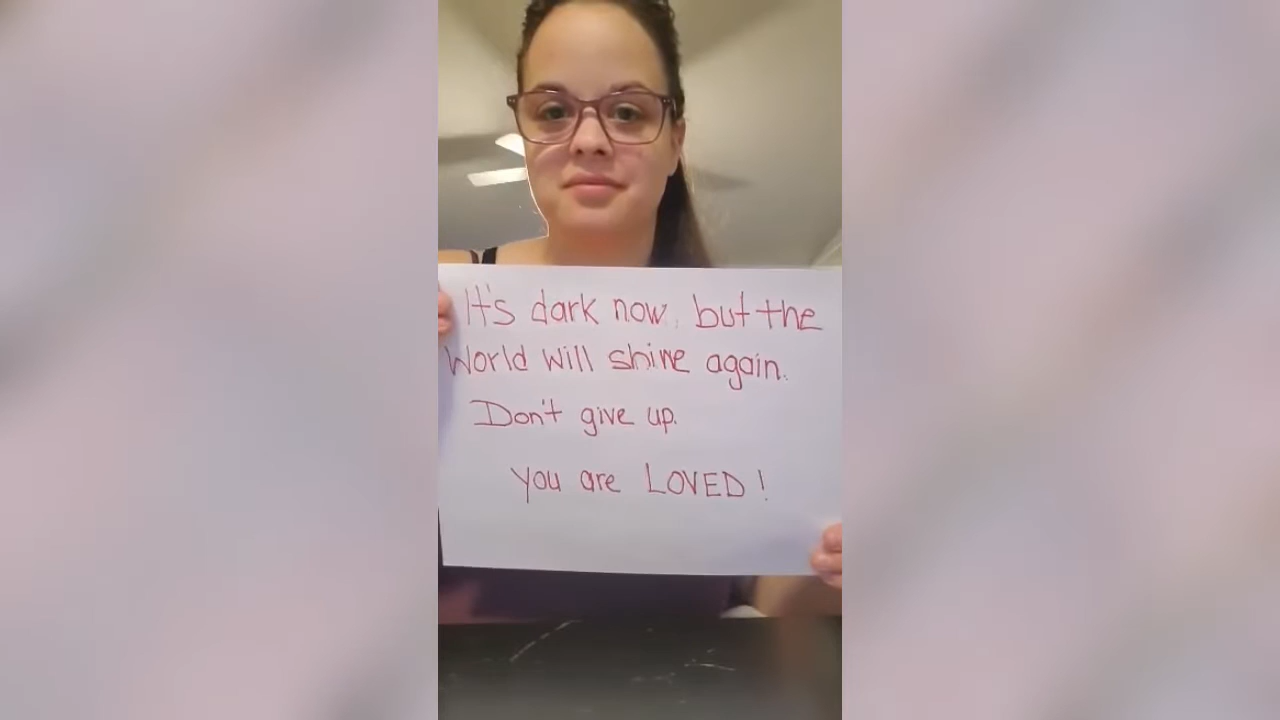 It's dark now, but the
World will shine again.
Don't give up.
You are LOVED!